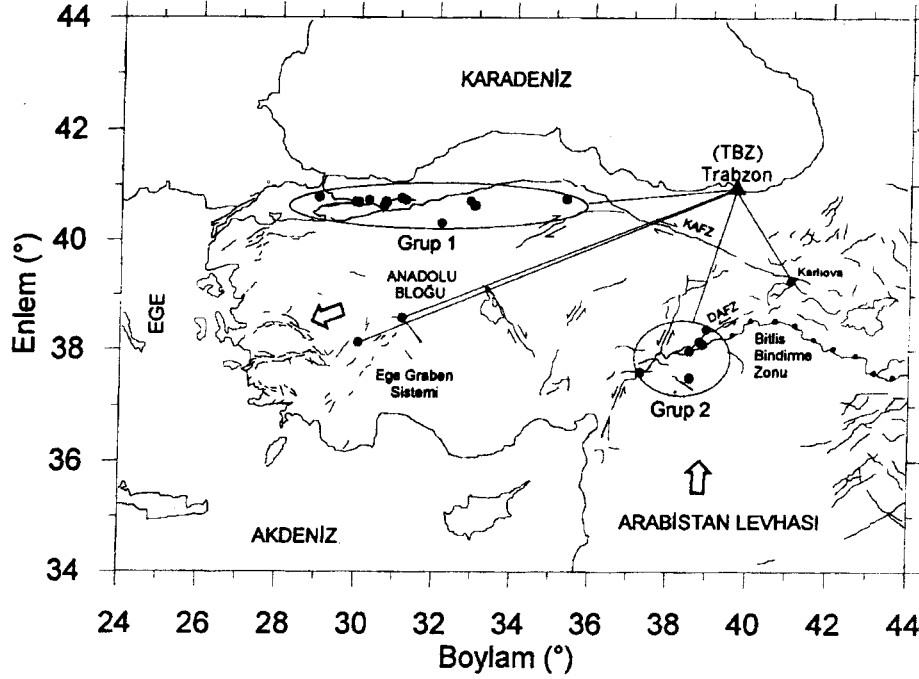 44
42
40
38
36
34
Enlem (°)
KARADENİZ
(TBZ)
Trabzon
Grup 1
KAFZ
Karlıova
ANADOLU
BLOĞU
EGE
DAFZ
Bitlis
Bindirme
Zonu
Ege Graben
Sistemi
Grup 2
ARABİSTAN LEVHASI
AKDENİZ
24 26 28 30 32 34 36 38 40 42 44
Boylam (°)